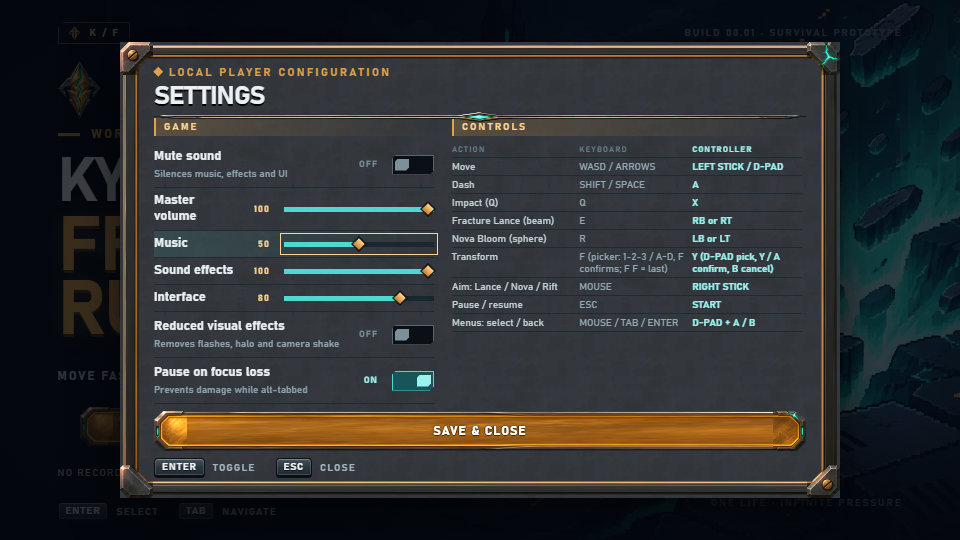 K / F
BUILD 00.01 - SURVIVAL PROTOTYPE
LOCAL PLAYER CONFIGURATION
SETTINGS
GAME
Mute sound
OFF
Silences music, effects and UI
Master volume
100
Music
50
Sound effects
100
Interface
80
Reduced visual effects
OFF
Removes flashes, halo and camera shake
Pause on focus loss
ON
Prevents damage while alt-tabbed
CONTROLS
ACTION KEYBOARD CONTROLLER
Move WASD / ARROWS LEFT STICK / D-PAD
Dash SHIFT / SPACE A
Impact (Q) Q X
Fracture Lance (beam) E RB or RT
Nova Bloom (sphere) R LB or LT
Transform F (picker: 1-2-3 / A-D, F Y (D-PAD pick, Y / A
confirms; F F = last) confirm, B cancel)
Aim: Lance / Nova / Rift MOUSE RIGHT STICK
Pause / resume ESC START
Menus: select / back MOUSE / TAB / ENTER D-PAD + A / B
SAVE & CLOSE
ENTER TOGGLE ESC CLOSE
MOVE
NO RECORD
ONE LIFE · INFINITE PRESSURE
ENTER SELECT TAB NAVIGATE